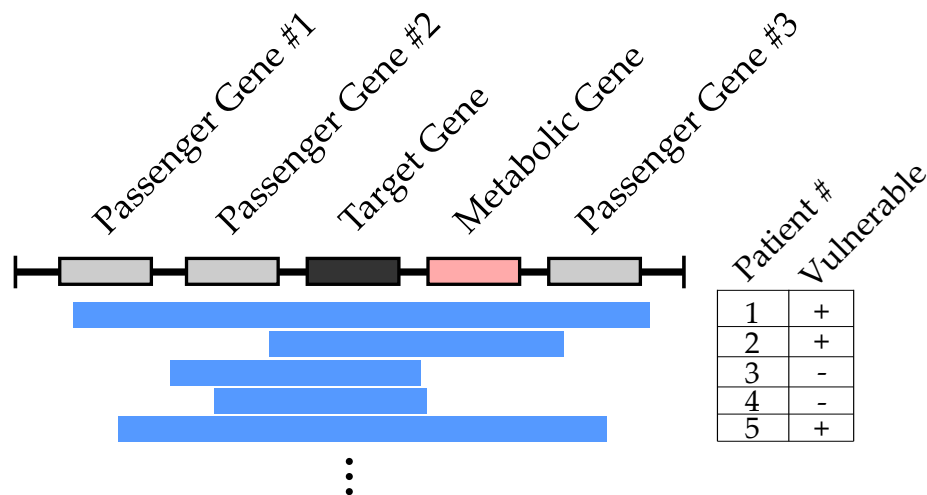 Passenger Gene #1
Passenger Gene #2
Target Gene
Metabolic Gene
Passenger Gene #3
Patient # Vulnerable
1 +
2 +
3 -
4 -
5 +